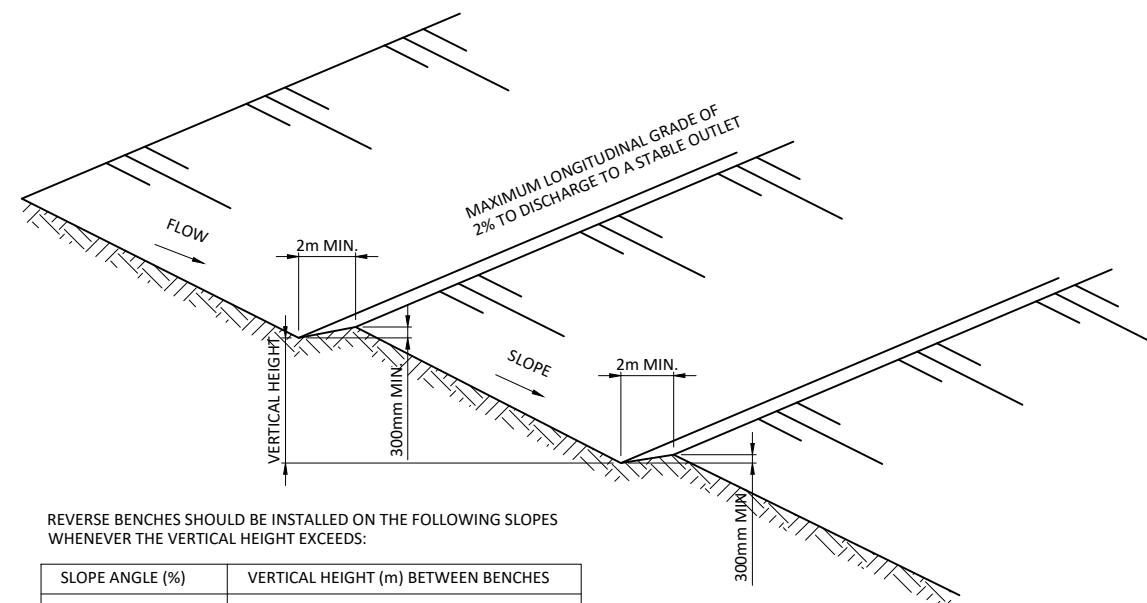 MAXIMUM LONGITUDINAL GRADE OF
2% TO DISCHARGE TO A STABLE OUTLET
FLOW
2m MIN.
VERTICAL HEIGHT
300mm MIN.
SLOPE
2m MIN.
300mm MIN
REVERSE BENCHES SHOULD BE INSTALLED ON THE FOLLOWING SLOPES
WHENEVER THE VERTICAL HEIGHT EXCEEDS:
SLOPE ANGLE (%) VERTICAL HEIGHT (m) BETWEEN BENCHES